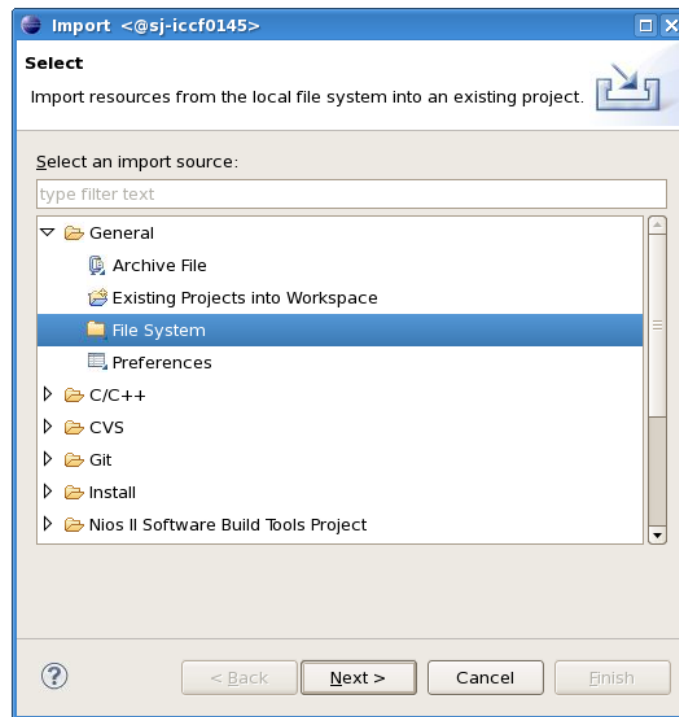 Import <@sj-iccf0145>
Select
Import resources from the local file system into an existing project.
Select an import source:
type filter text
General
Archive File
Existing Projects into Workspace
File System
Preferences
C/C++
CVS
Git
Install
Nios II Software Build Tools Project
? < Back Next > Cancel Finish